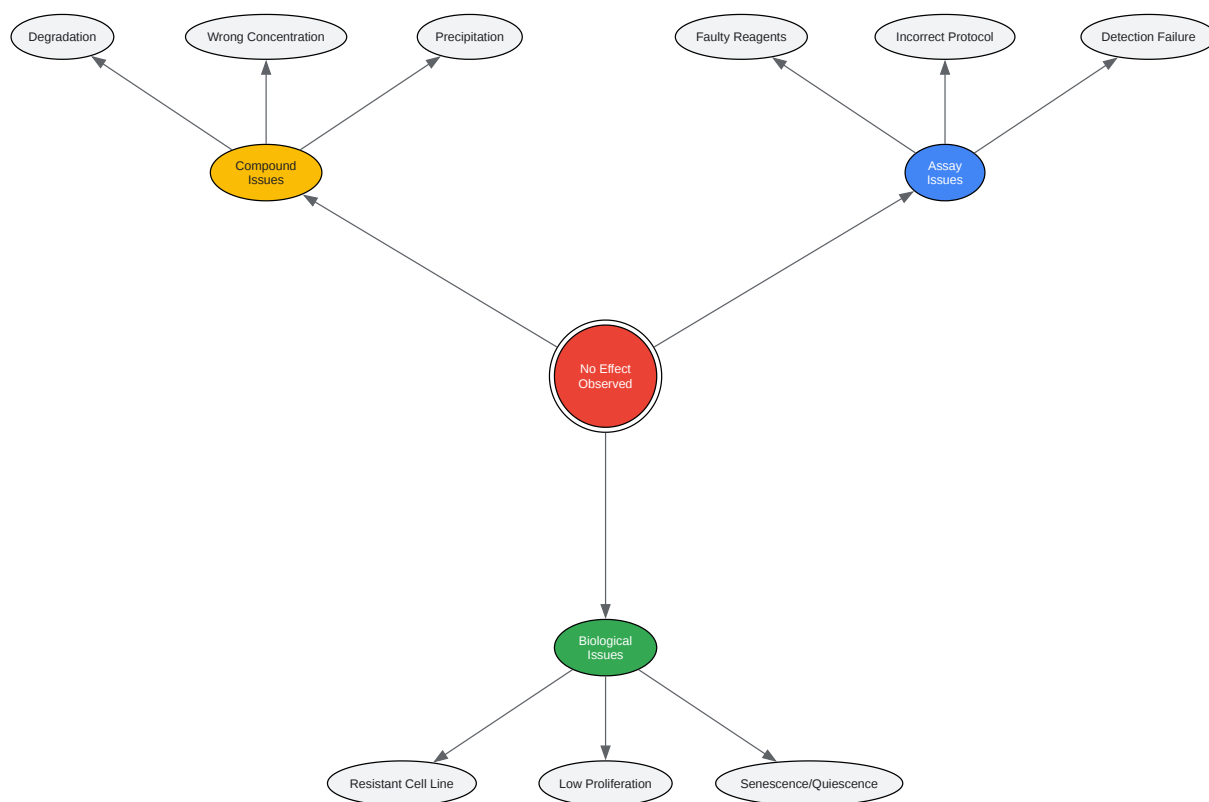 Degradation
Wrong Concentration
Precipitation
Faulty Reagents
Incorrect Protocol
Detection Failure
Compound
Issues
Assay
Issues
No Effect
Observed
Biological
Issues
Resistant Cell Line
Low Proliferation
Senescence/Quiescence